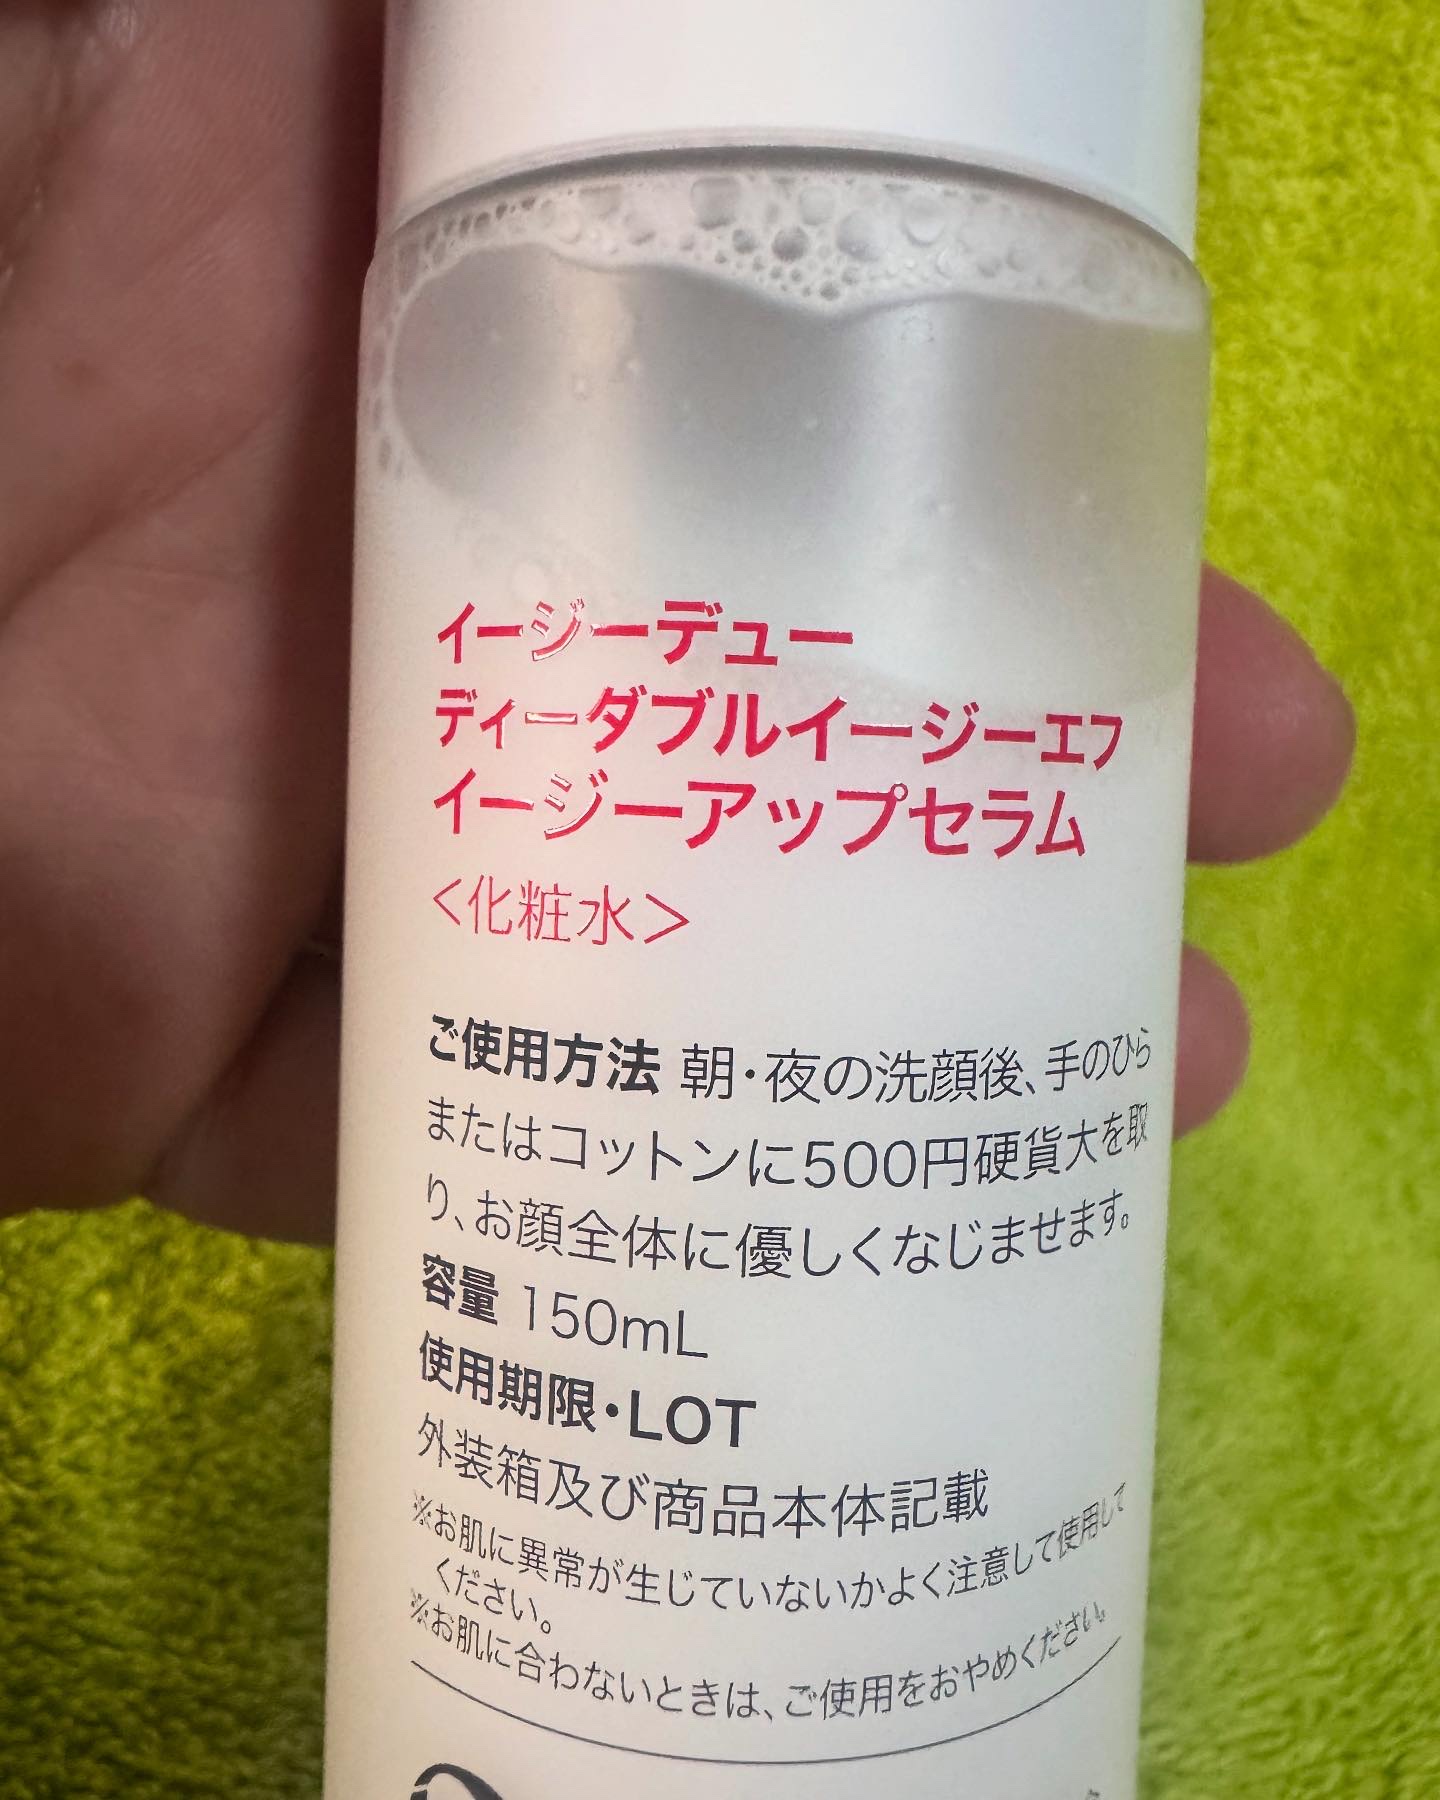 イージーデュー
ディーダブルイージーエフ
イージーアップセラム
<化粧水>
ご使用方法 朝・夜の洗顔後、手のひら
またはコットンに500円硬貨大を取
り、お顔全体に優しくなじませます。
容量 150mL
使用期限・LOT
外装箱及び商品本体記載
※お肌に異常が生じていないかよく注意して使用して
ください。
※お肌に合わないときは、ご使用をおやめください。